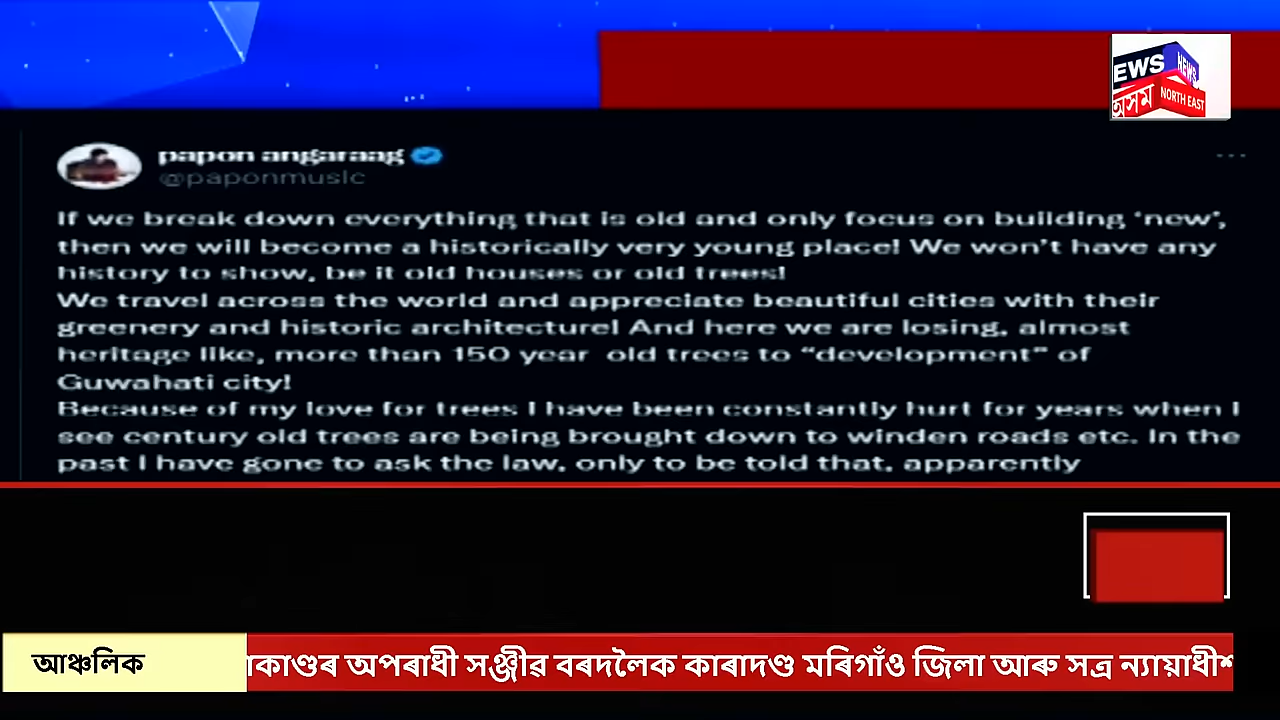 EWS NEWS
অসম NORTH EAST
papon angaraag
@paponmusic
If we break down everything that is old and only focus on building ‘new’,
then we will become a historically very young place! We won’t have any
history to show, be it old houses or old trees!
We travel across the world and appreciate beautiful cities with their
greenery and historic architecture! And here we are losing, almost
heritage like, more than 150 year old trees to “development” of
Guwahati city!
Because of my love for trees I have been constantly hurt for years when I
see century old trees are being brought down to winden roads etc. In the
past I have gone to ask the law, only to be told that, apparently
আঞ্চলিক
কাণ্ডৰ অপৰাধী সঞ্জীৱ বৰদলৈক কাৰাদণ্ড মৰিগাঁও জিলা আৰু সত্ৰ ন্যায়াধীশ